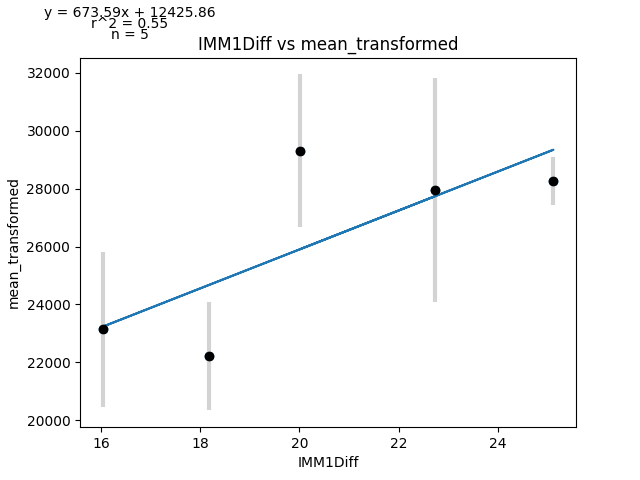 y = 673.59x + 12425.86
r^2 = 0.55
n = 5
IMM1Diff vs mean_transformed
32000
30000
28000
26000
24000
22000
20000
mean_transformed
16
18
20
22
24
IMM1Diff